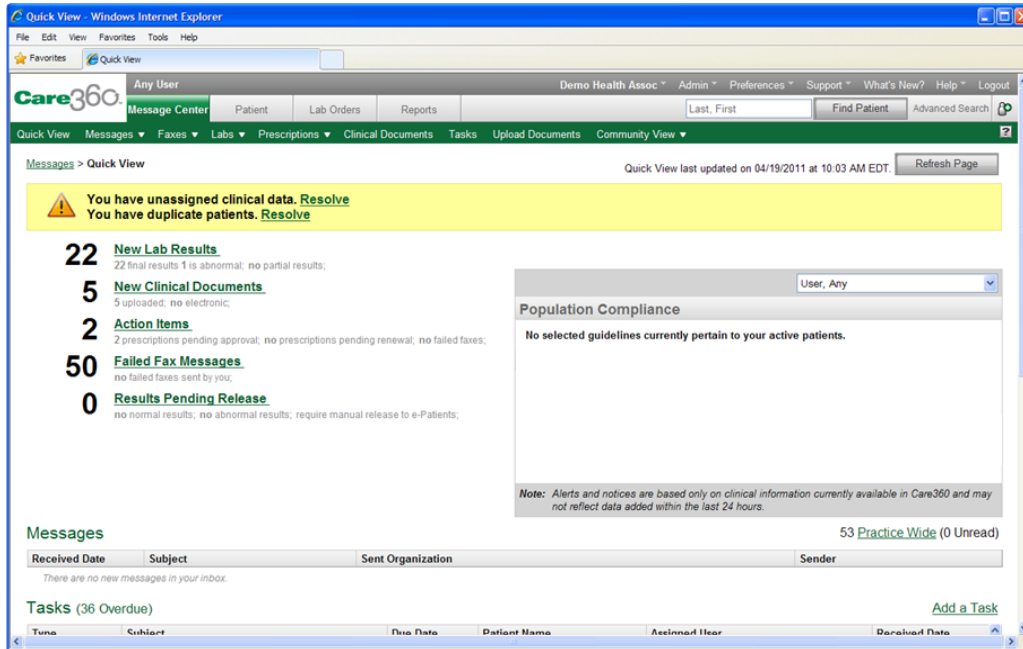 Quick View - Windows Internet Explorer
File Edit View Favorites Tools Help
Favorites Quick View
Care360. Any User Demo Health Assoc Admin Preferences Support What's New? Help Logout
Message Center Patient Lab Orders Reports Last, First Find Patient Advanced Search
Quick View Messages Faxes Labs Prescriptions Clinical Documents Tasks Upload Documents Community View ?
Messages > Quick View Quick View last updated on 04/19/2011 at 10:03 AM EDT. Refresh Page
You have unassigned clinical data. Resolve
You have duplicate patients. Resolve
22 New Lab Results
22 final results 1 is abnormal; no partial results;
5 New Clinical Documents
5 uploaded; no electronic;
2 Action Items
2 prescriptions pending approval; no prescriptions pending renewal; no failed faxes;
50 Failed Fax Messages
no failed faxes sent by you;
0 Results Pending Release
no normal results; no abnormal results; require manual release to e-Patients;
User, Any
Population Compliance
No selected guidelines currently pertain to your active patients.
Note: Alerts and notices are based only on clinical information currently available in Care360 and may
not reflect data added within the last 24 hours.
Messages 53 Practice Wide (0 Unread)
Received Date Subject Sent Organization Sender
There are no new messages in your inbox.
Tasks (36 Overdue) Add a Task
Type Subject Due Date Patient Name Assigned User Received Date